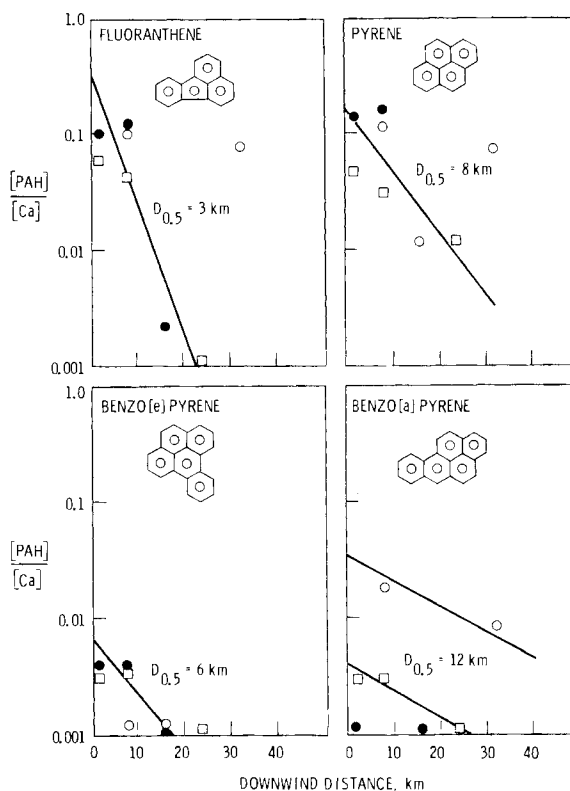 FLUORANTHENE
PYRENE
1.0
0.1
0.01
0.001
[PAH]
[Ca]
D0.5 = 3 km
D0.5 = 8 km
BENZO[e] PYRENE
BENZO[a] PYRENE
0.1
0.01
0.001
[PAH]
[Ca]
D0.5 = 6 km
D0.5 = 12 km
0 10 20 30 40
0 10 20 30 40
DOWNWIND DISTANCE, km